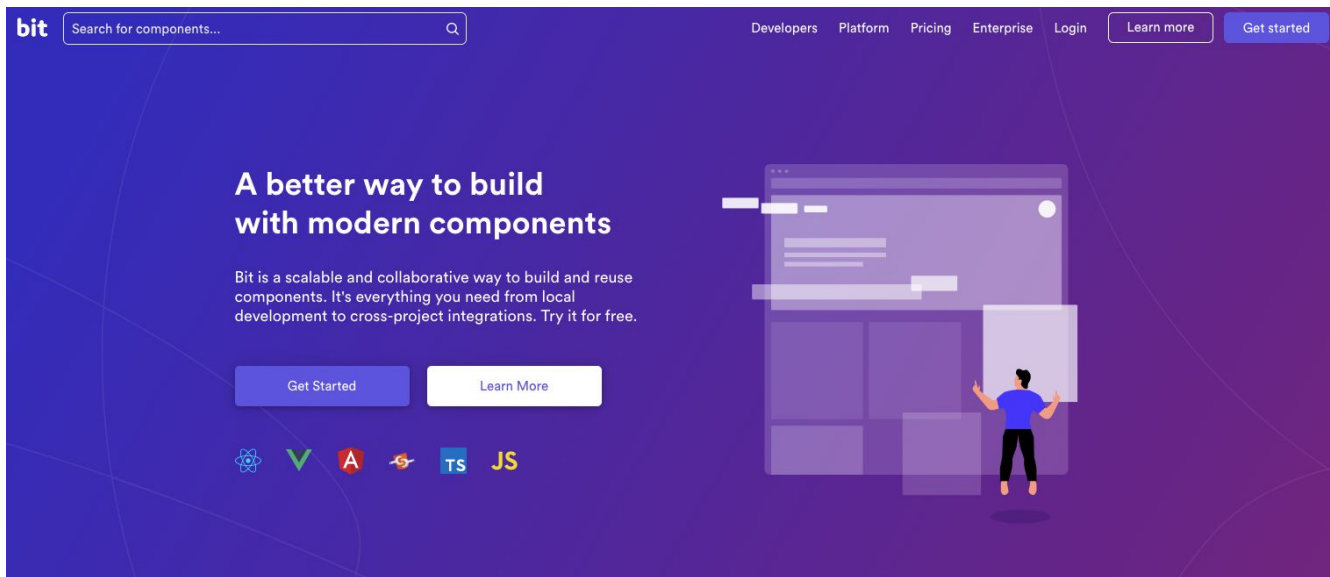 bit
Search for components...
Developers Platform Pricing Enterprise Login Learn more Get started
A better way to build
with modern components
Bit is a scalable and collaborative way to build and reuse
components. It's everything you need from local
development to cross-project integrations. Try it for free.
Get Started Learn More
A S TS JS